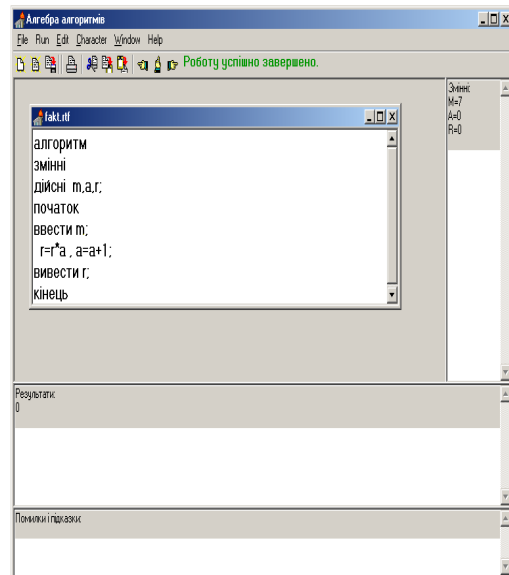 Алгебра алгоритмів
File Run Edit Character Window Help
Роботу успішно завершено.
Змінні:
M=7
A=0
R=0
fakt.rtf
алгоритм
змінні
дійсні m,a,r;
початок
ввести m;
r=r*a , a=a+1;
вивести r;
кінець
Результати:
0
Помилки і підказки: